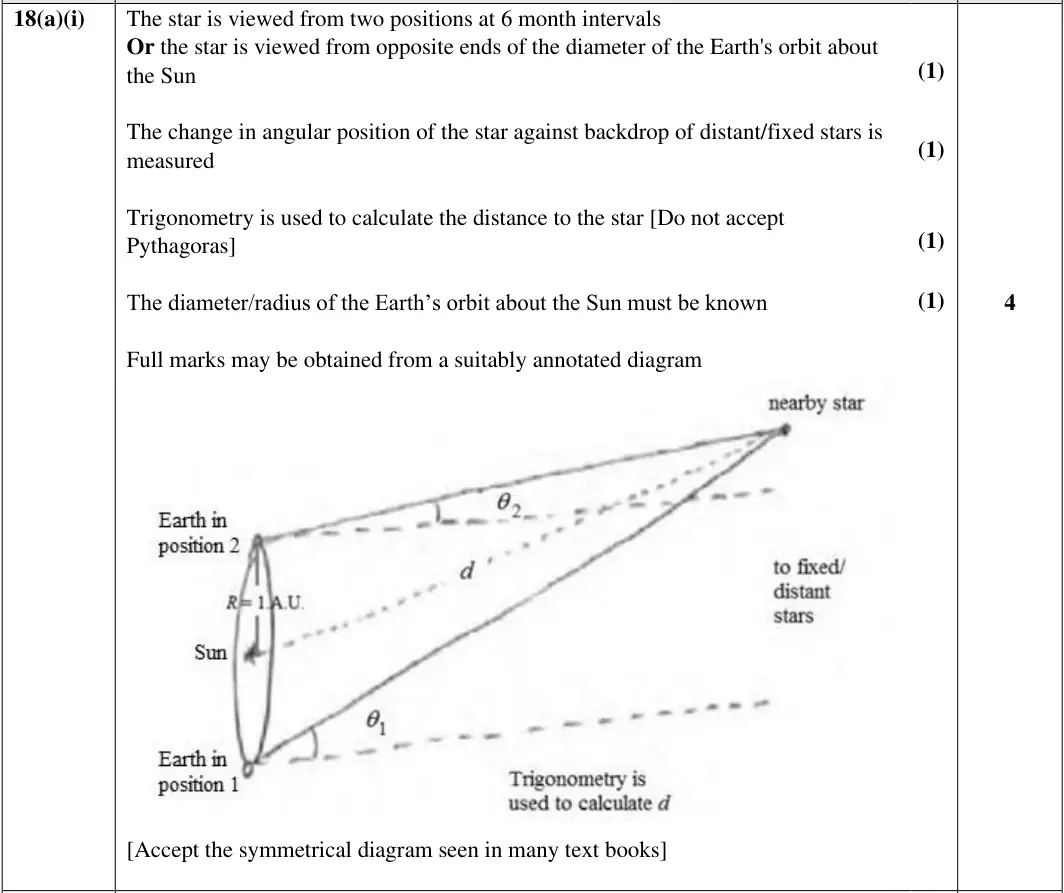 18(a)(i)
The star is viewed from two positions at 6 month intervals
Or the star is viewed from opposite ends of the diameter of the Earth's orbit about
the Sun
(1)
The change in angular position of the star against backdrop of distant/fixed stars is
measured
(1)
Trigonometry is used to calculate the distance to the star [Do not accept
Pythagoras]
(1)
The diameter/radius of the Earth’s orbit about the Sun must be known
(1)
4
Full marks may be obtained from a suitably annotated diagram
nearby star
θ2
Earth in
position 2
d
to fixed/
distant
stars
R = 1 A.U.
Sun
θ1
Earth in
position 1
Trigonometry is
used to calculate d
[Accept the symmetrical diagram seen in many text books]